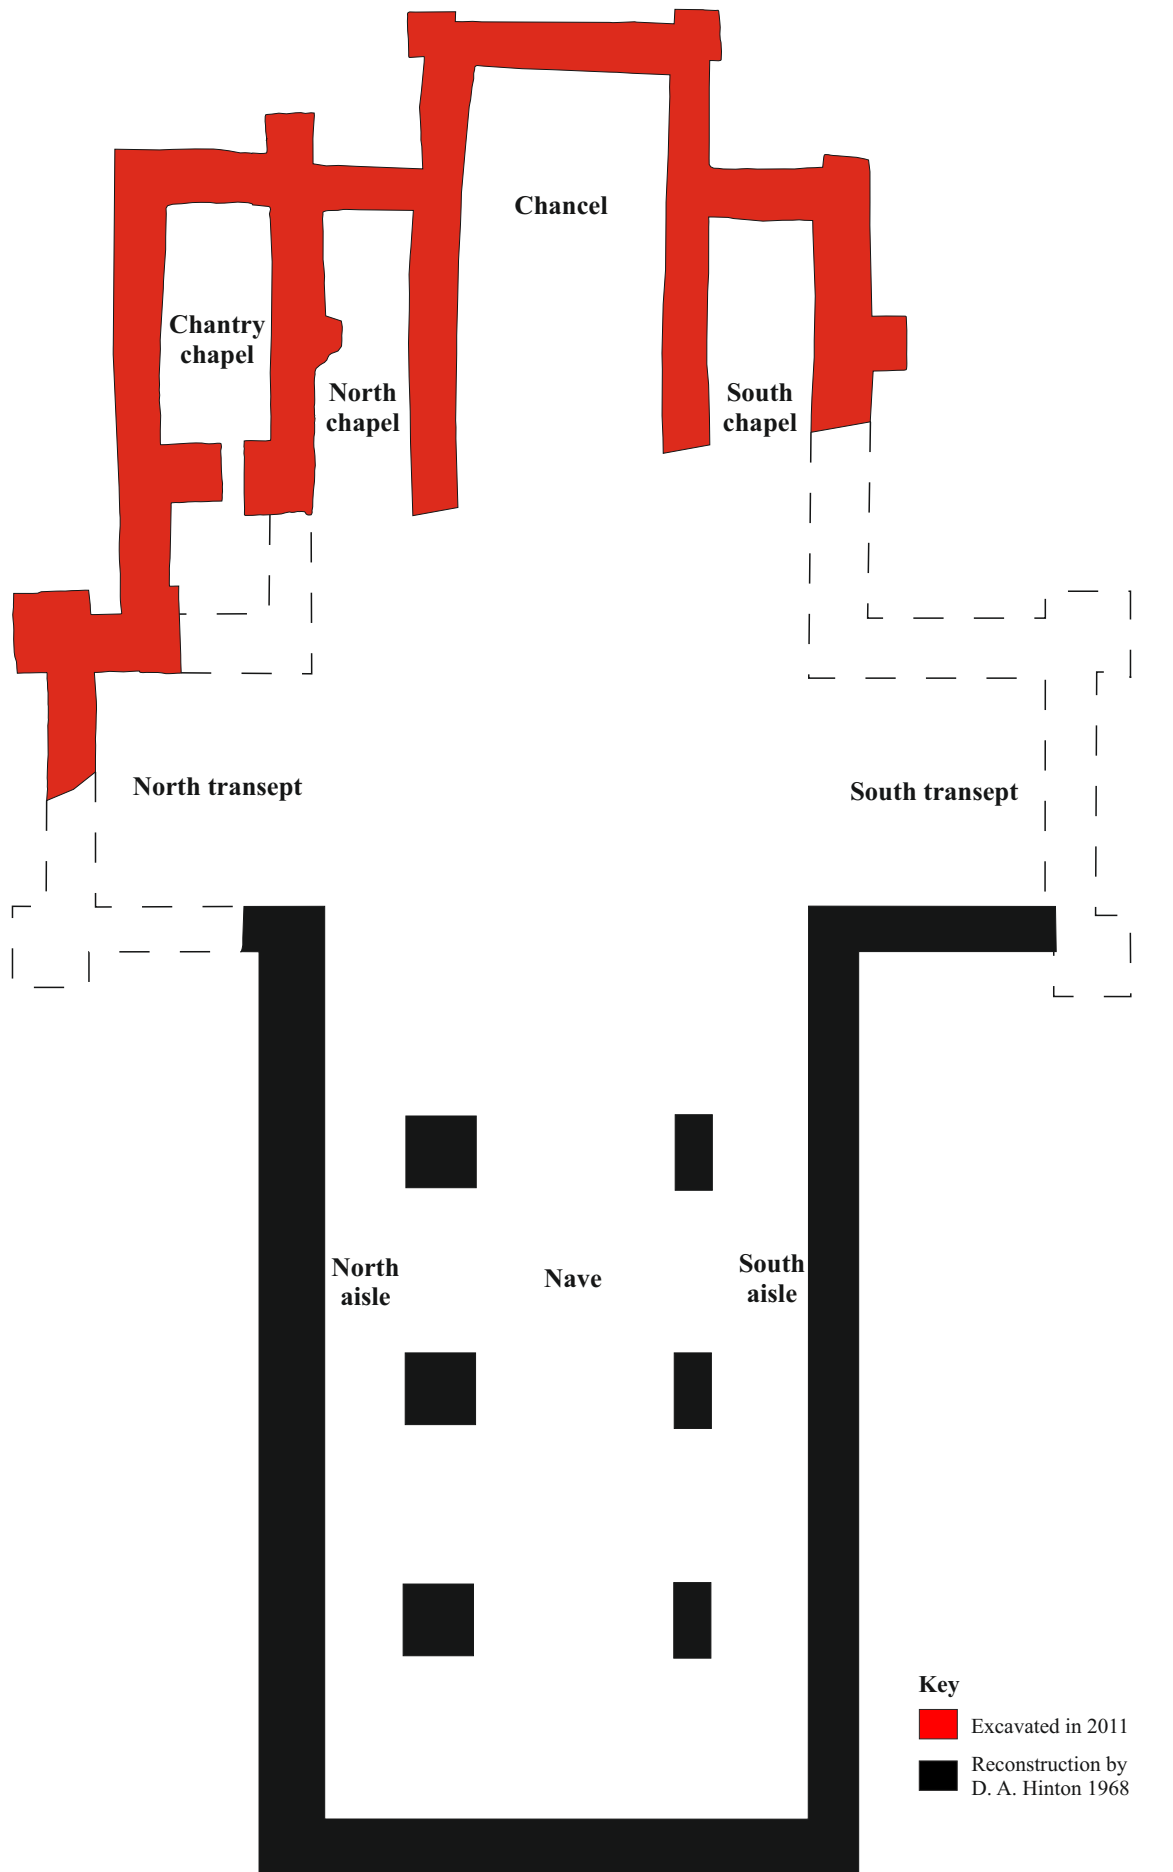 Chancel
Chantry
chapel
North
chapel
South
chapel
North transept
South transept
North
aisle
Nave
South
aisle
Key
Excavated in 2011
Reconstruction by
D. A. Hinton 1968